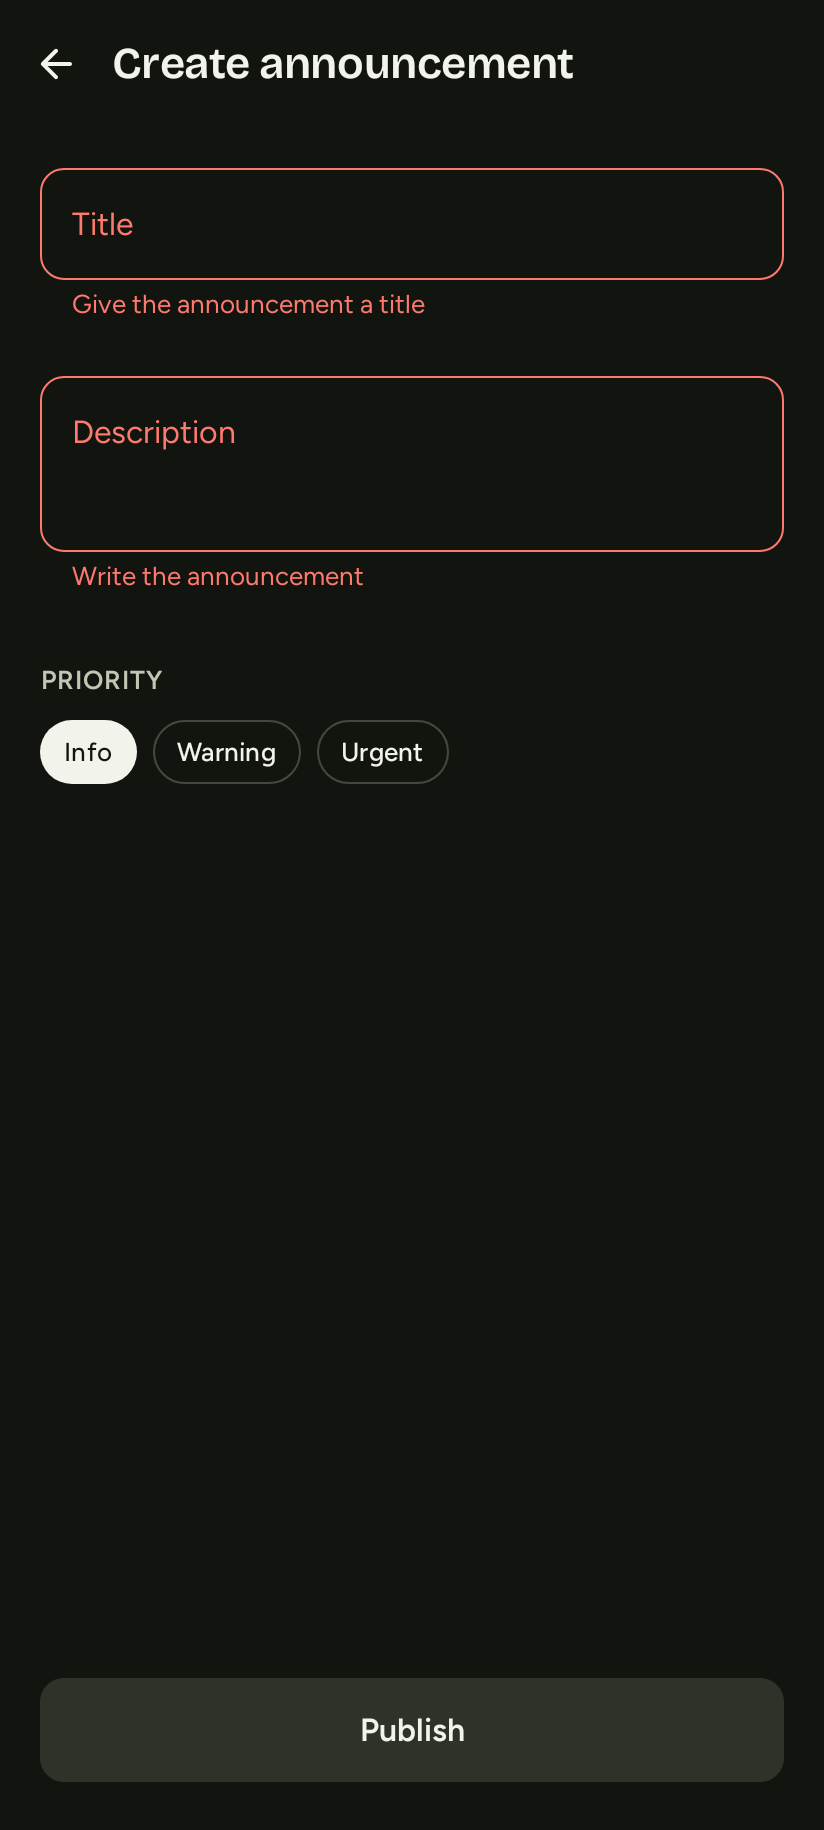 Create announcement
Title
Give the announcement a title
Description
Write the announcement
PRIORITY
Info
Warning
Urgent
Publish